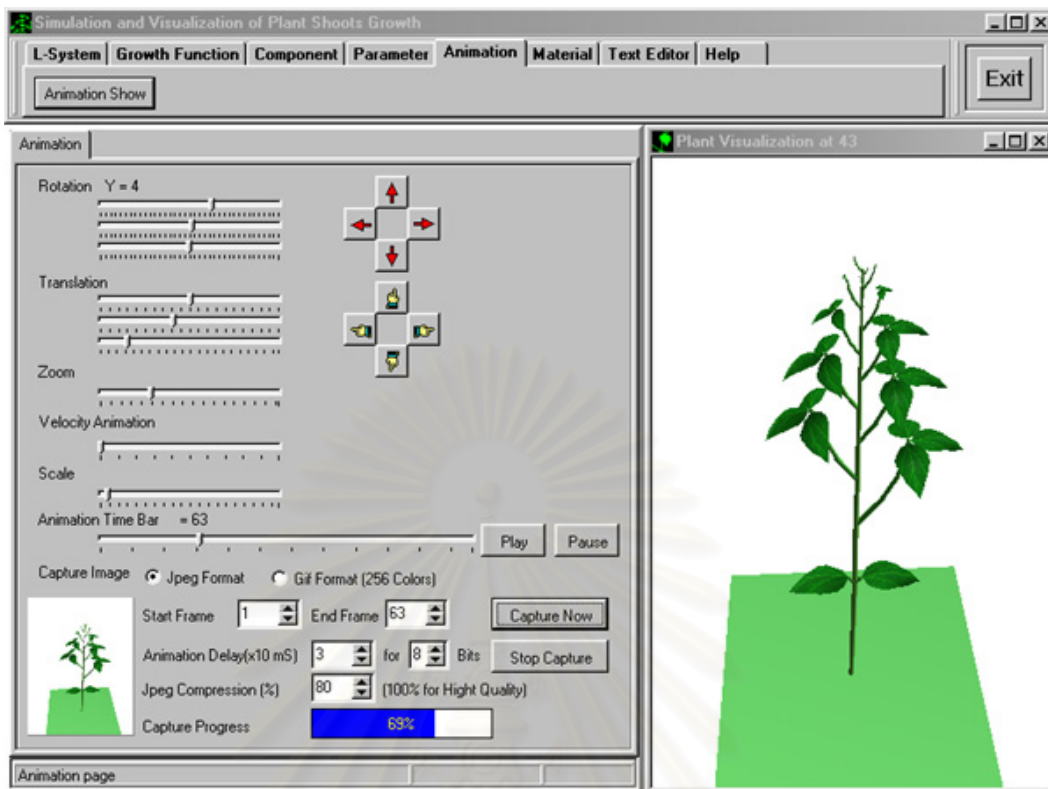 Simulation and Visualization of Plant Shoots Growth
L-System Growth Function Component Parameter Animation Material Text Editor Help
Exit
Animation Show
Animation
Plant Visualization at 43
Rotation Y = 4
Translation
Zoom
Velocity Animation
Scale
Animation Time Bar = 63
Play Pause
Capture Image Jpeg Format Gif Format (256 Colors)
Start Frame 1 End Frame 63 Capture Now
Animation Delay(x10 mS) 3 for 8 Bits Stop Capture
Jpeg Compression (%) 80 (100% for Hight Quality)
Capture Progress 69%
Animation page